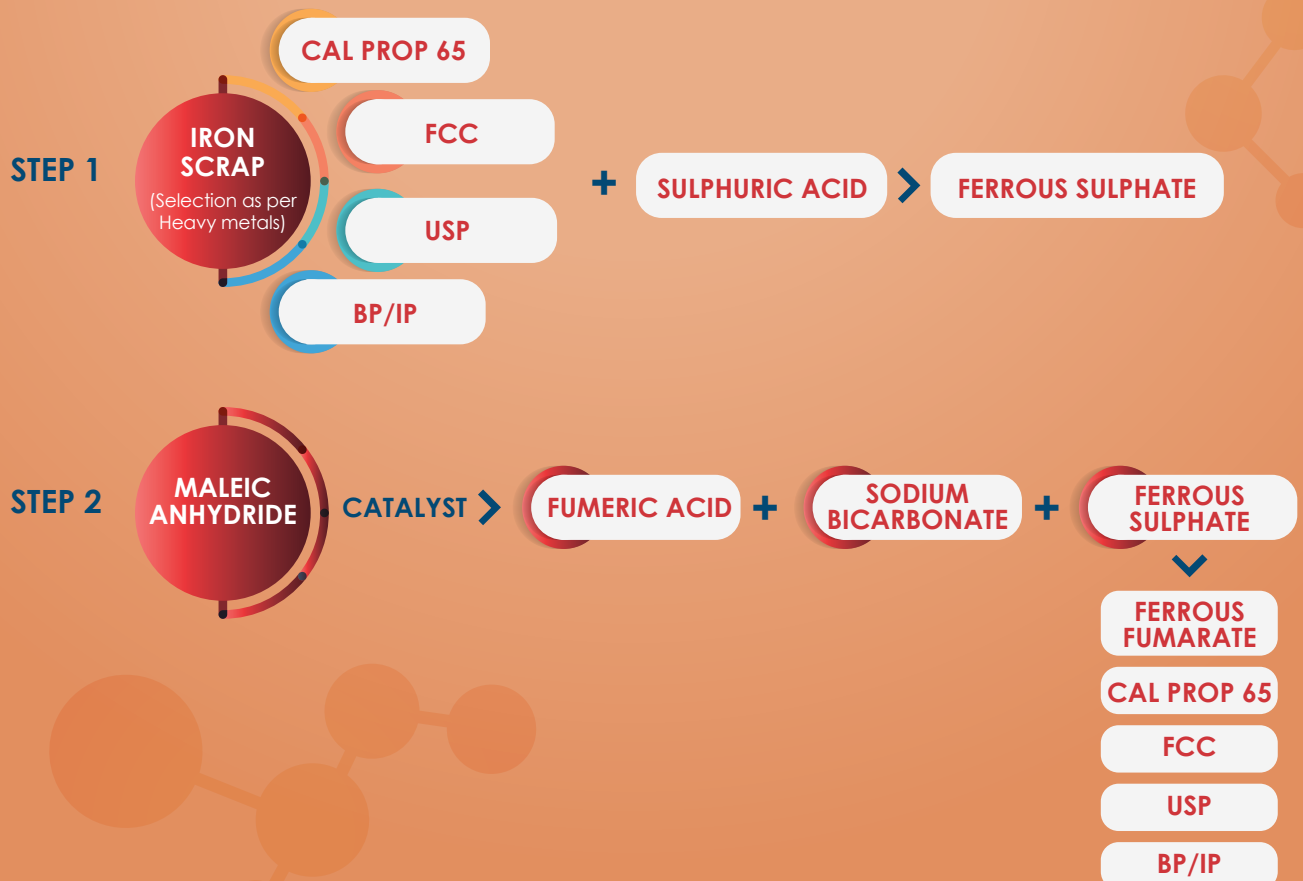 CAL PROP 65
FCC
USP
BP/IP
STEP 1
IRON
SCRAP
(Selection as per
Heavy metals)
+
SULPHURIC ACID
FERROUS SULPHATE
STEP 2
MALEIC
ANHYDRIDE
CATALYST
FUMERIC ACID
+
SODIUM
BICARBONATE
+
FERROUS
SULPHATE
FERROUS
FUMARATE
CAL PROP 65
FCC
USP
BP/IP